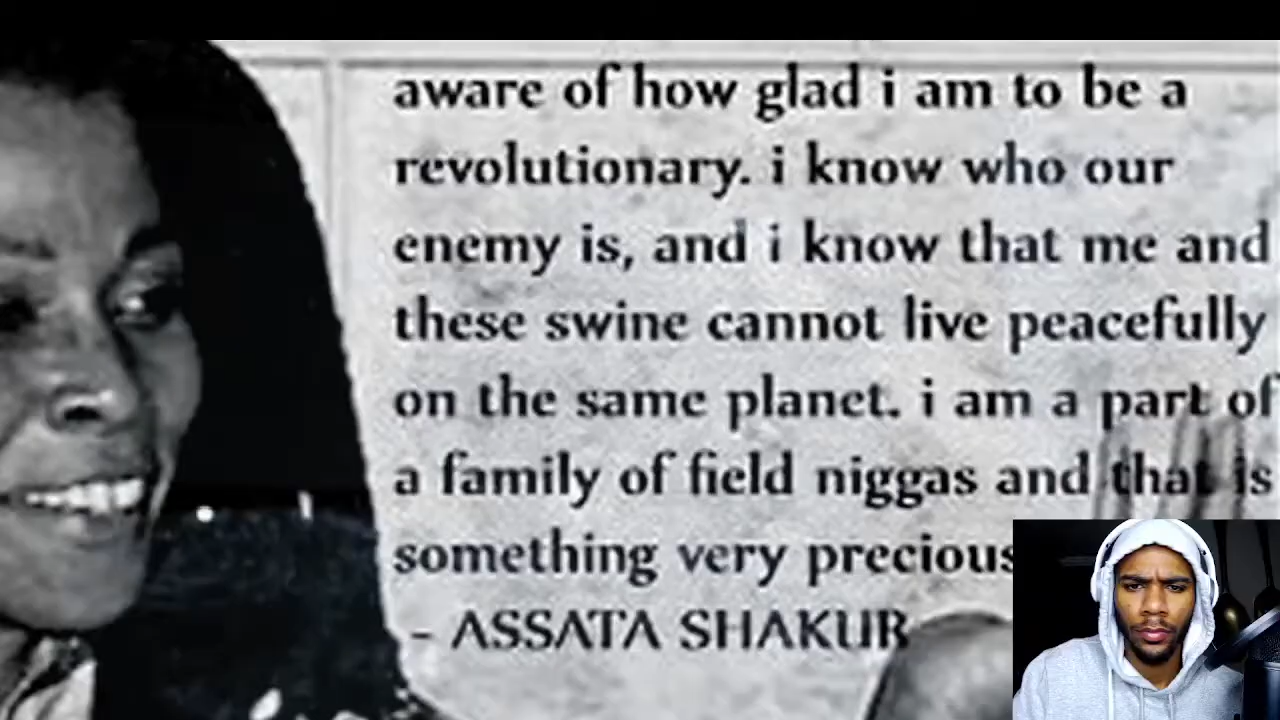 aware of how glad i am to be a
revolutionary. i know who our
enemy is, and i know that me and
these swine cannot live peacefully
on the same planet. i am a part of
a family of field niggas and that is
something very precious
- ASSATA SHAKUR